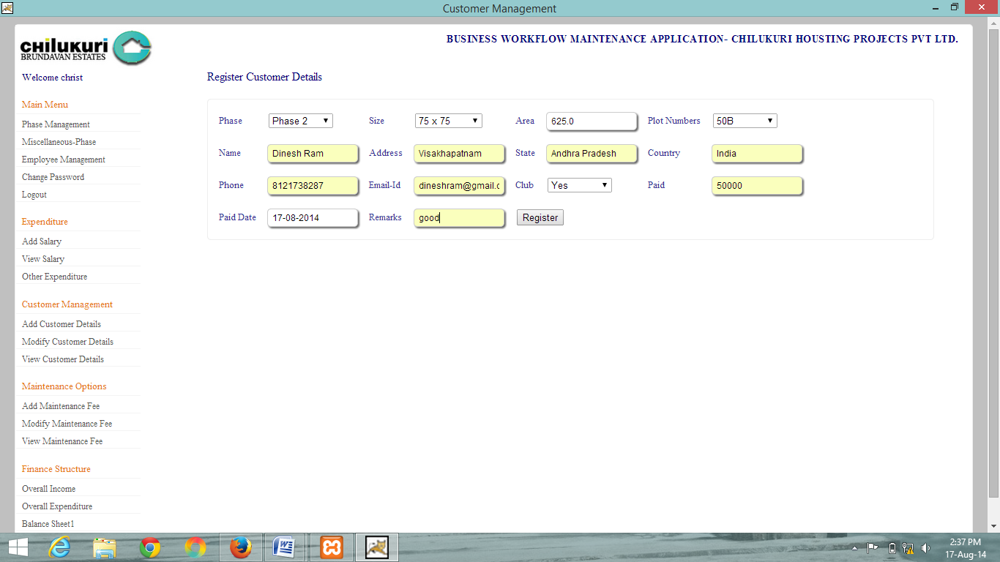 Customer Management
CHILUKURI
BRUNDAVAN ESTATES
BUSINESS WORKFLOW MAINTENANCE APPLICATION- CHILUKURI HOUSTING PROJECTS PVT LTD.
Welcome christ
Main Menu
Phase Management
Miscellaneous-Phase
Employee Management
Change Password
Logout
Expenditure
Add Salary
View Salary
Other Expenditure
Customer Management
Add Customer Details
Modify Customer Details
View Customer Details
Maintenance Options
Add Maintenance Fee
Modify Maintenance Fee
View Maintenance Fee
Finance Structure
Overall Income
Overall Expenditure
Balance Sheet1
Register Customer Details
Phase Phase 2 Size 75 x 75 Area 625.0 Plot Numbers 50B
Name Dinesh Ram Address Visakhapatnam State Andhra Pradesh Country India
Phone 8121738287 Email-Id dineshram@gmail.c Club Yes Paid 50000
Paid Date 17-08-2014 Remarks good Register
2:37 PM
17-Aug-14